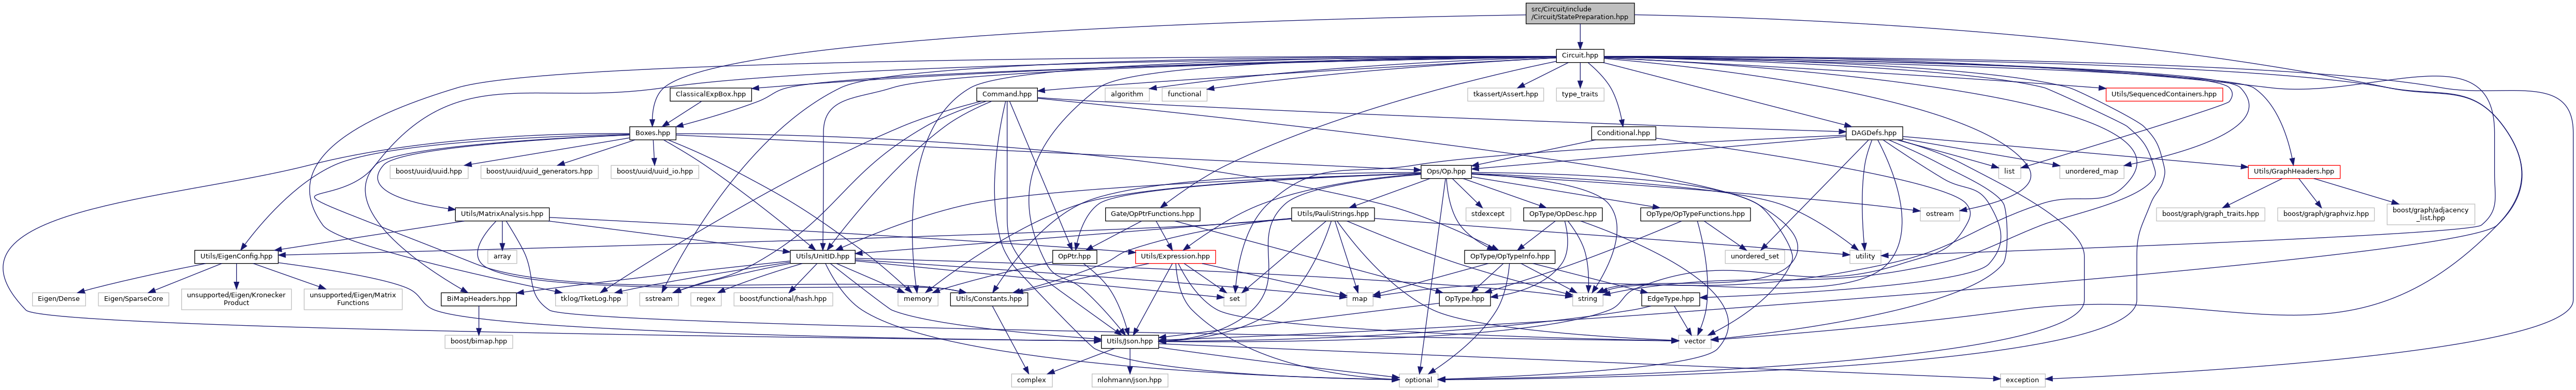 src/Circuit/include
/Circuit/StatePreparation.hpp
Circuit.hpp
ClassicalExpBox.hpp
Command.hpp
algorithm
functional
tkassert/Assert.hpp
type_traits
Utils/SequencedContainers.hpp
Boxes.hpp
Conditional.hpp
DAGDefs.hpp
boost/uuid/uuid.hpp
boost/uuid/uuid_generators.hpp
boost/uuid/uuid_io.hpp
Ops/Op.hpp
list
unordered_map
Utils/GraphHeaders.hpp
Utils/MatrixAnalysis.hpp
Gate/OpPtrFunctions.hpp
Utils/PauliStrings.hpp
stdexcept
OpType/OpDesc.hpp
OpType/OpTypeFunctions.hpp
ostream
boost/graph/graph_traits.hpp
boost/graph/graphviz.hpp
boost/graph/adjacency
_list.hpp
Utils/EigenConfig.hpp
array
Utils/UnitID.hpp
OpPtr.hpp
Utils/Expression.hpp
OpType/OpTypeInfo.hpp
unordered_set
utility
Eigen/Dense
Eigen/SparseCore
unsupported/Eigen/Kronecker
Product
unsupported/Eigen/Matrix
Functions
BiMapHeaders.hpp
tklog/TketLog.hpp
sstream
regex
boost/functional/hash.hpp
memory
Utils/Constants.hpp
set
map
OpType.hpp
string
EdgeType.hpp
boost/bimap.hpp
Utils/Json.hpp
vector
complex
nlohmann/json.hpp
optional
exception